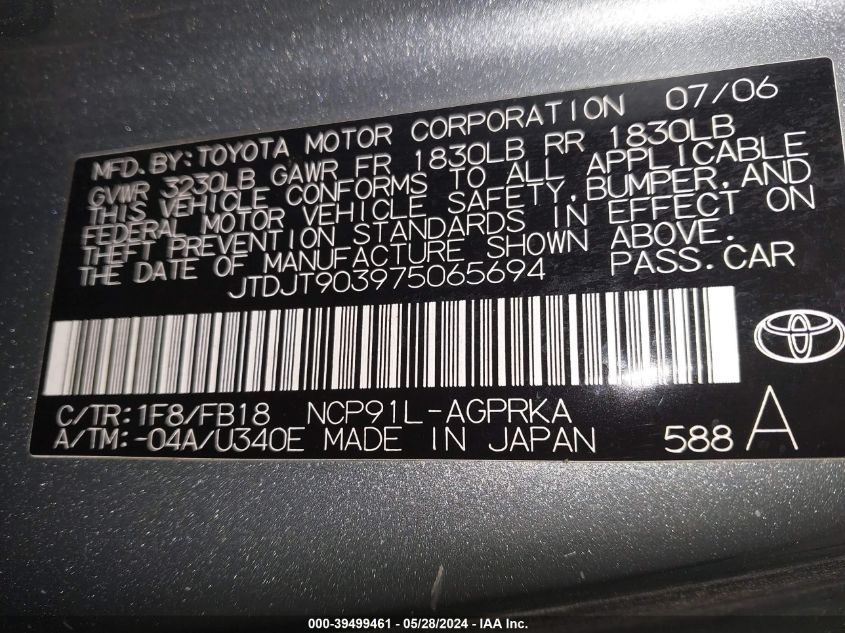 MFD.BY:TOYOTA MOTOR CORPORATION 07/06
GVWR 3230LB GAWR FR 1830LB RR 1830LB
THIS VEHICLE CONFORMS TO ALL APPLICABLE
FEDERAL MOTOR VEHICLE SAFETY,BUMPER,AND
THEFT PREVENTION STANDARDS IN EFFECT ON
THE DATE OF MANUFACTURE SHOWN ABOVE.
JTDJT903975065694 PASS.CAR
C/TR:1F8/FB18 NCP91L-AGPRKA
A/TM:-04A/U340E MADE IN JAPAN 588 A
000-39499461 - 05/28/2024 - IAA Inc.